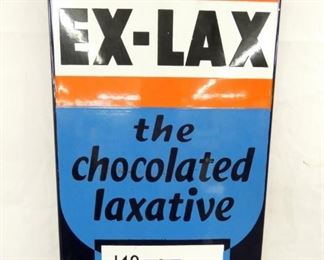 EX-LAX
the
chocolated
laxative